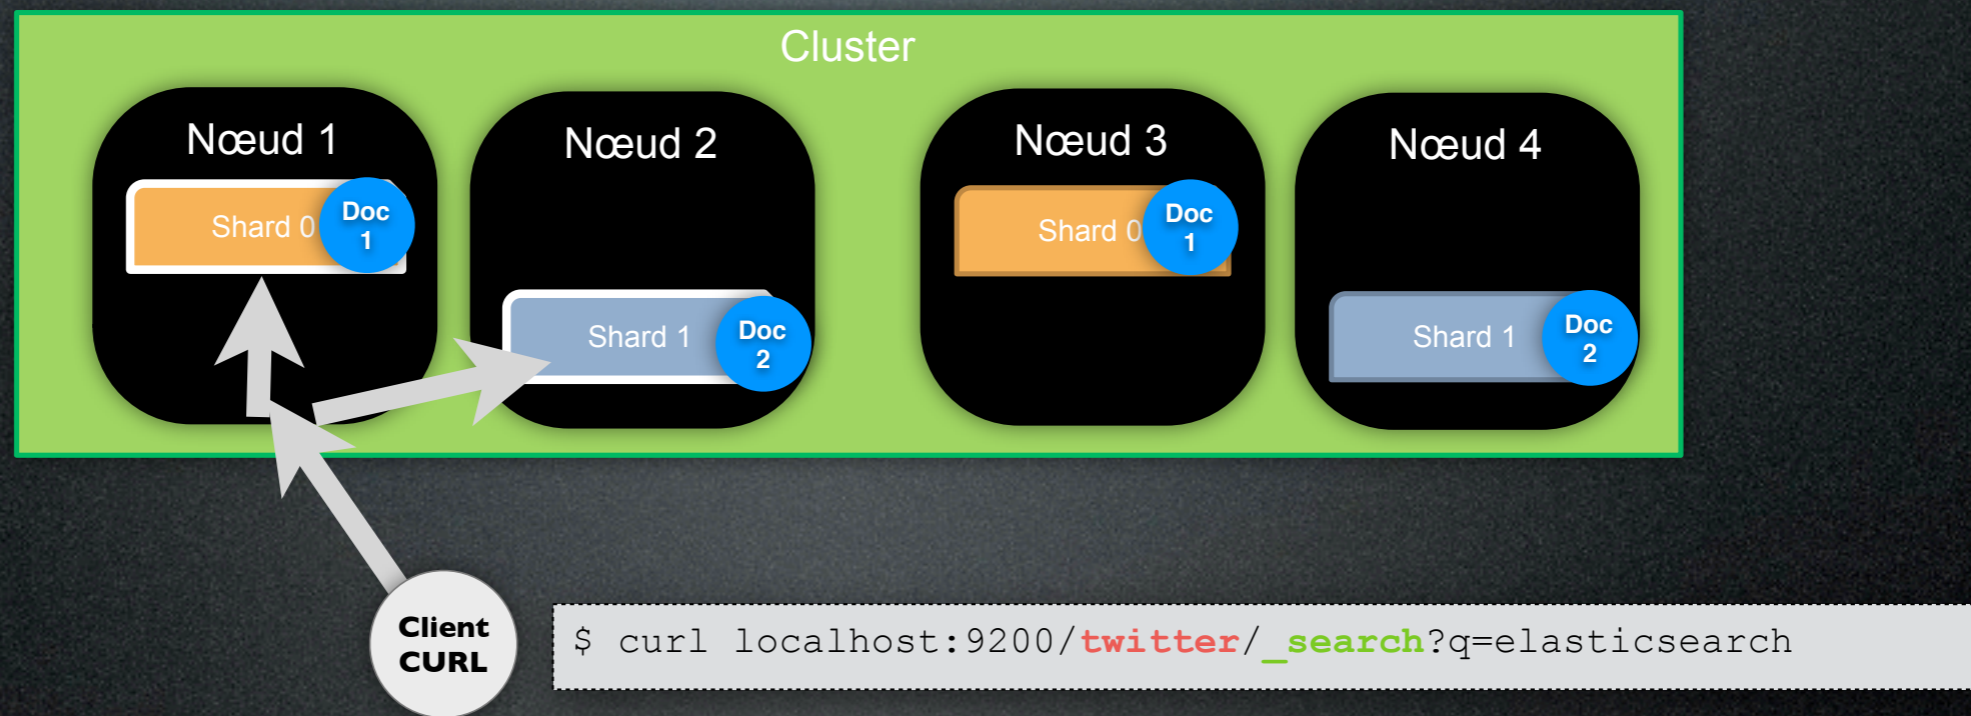 Cluster
Nœud 1
Shard 0
Doc
1
Nœud 2
Shard 1
Doc
2
Nœud 3
Shard 0
Doc
1
Nœud 4
Shard 1
Doc
2
Client
CURL
$ curl localhost:9200/twitter/_search?q=elasticsearch